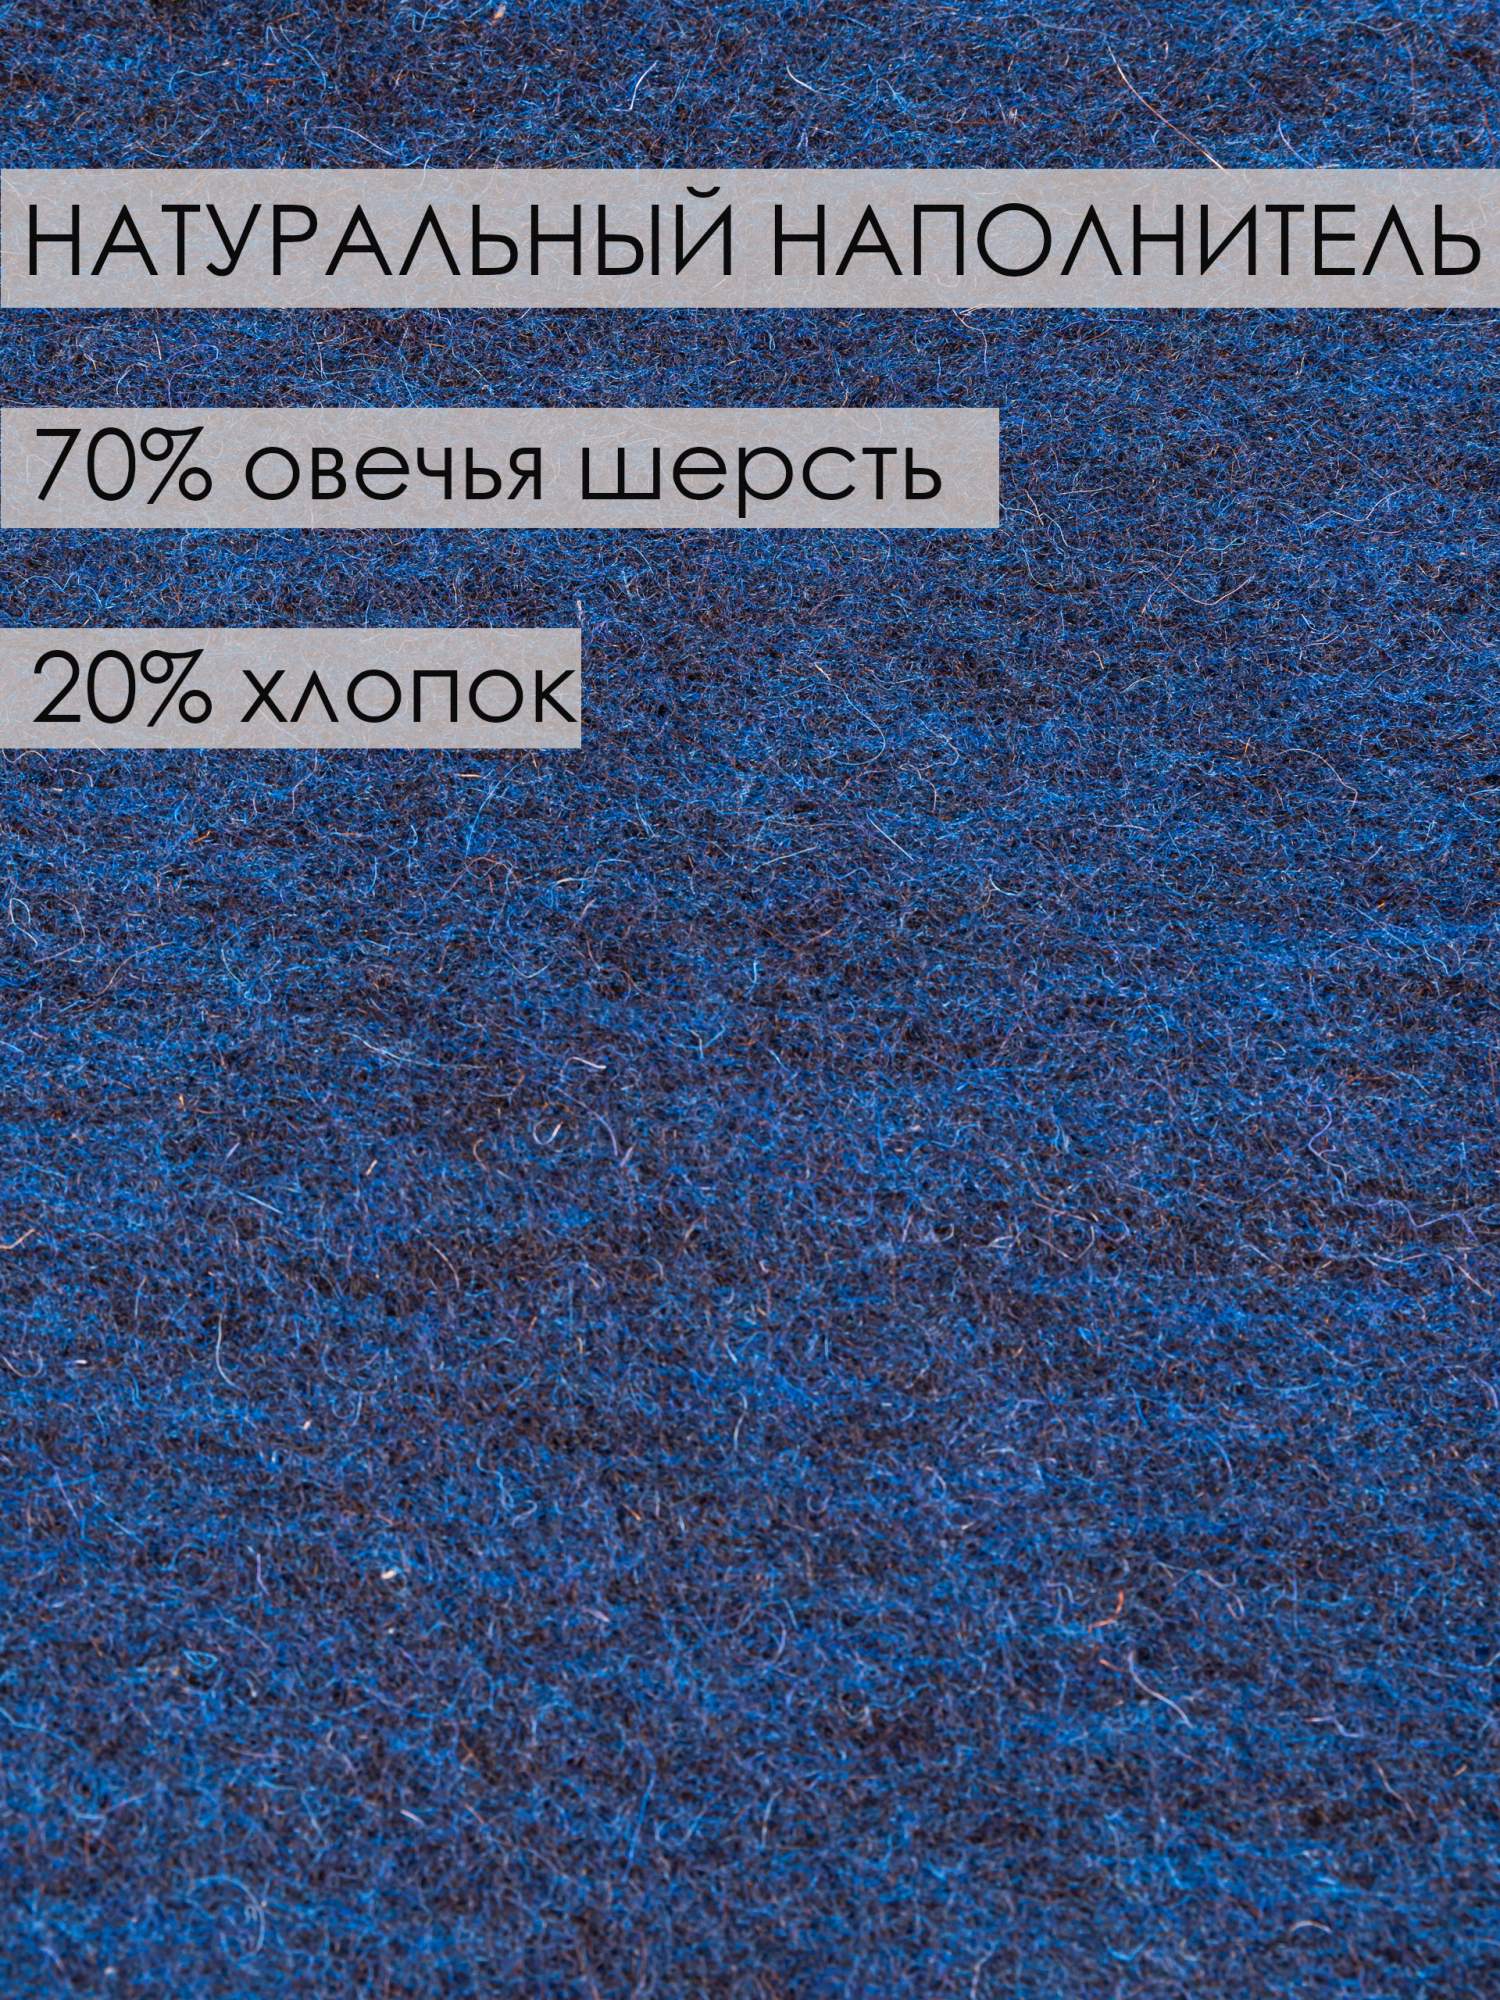 НАТУРАЛЬНЫЙ НАПОЛНИТЕЛЬ
70% овечья шерсть
20% хлопок